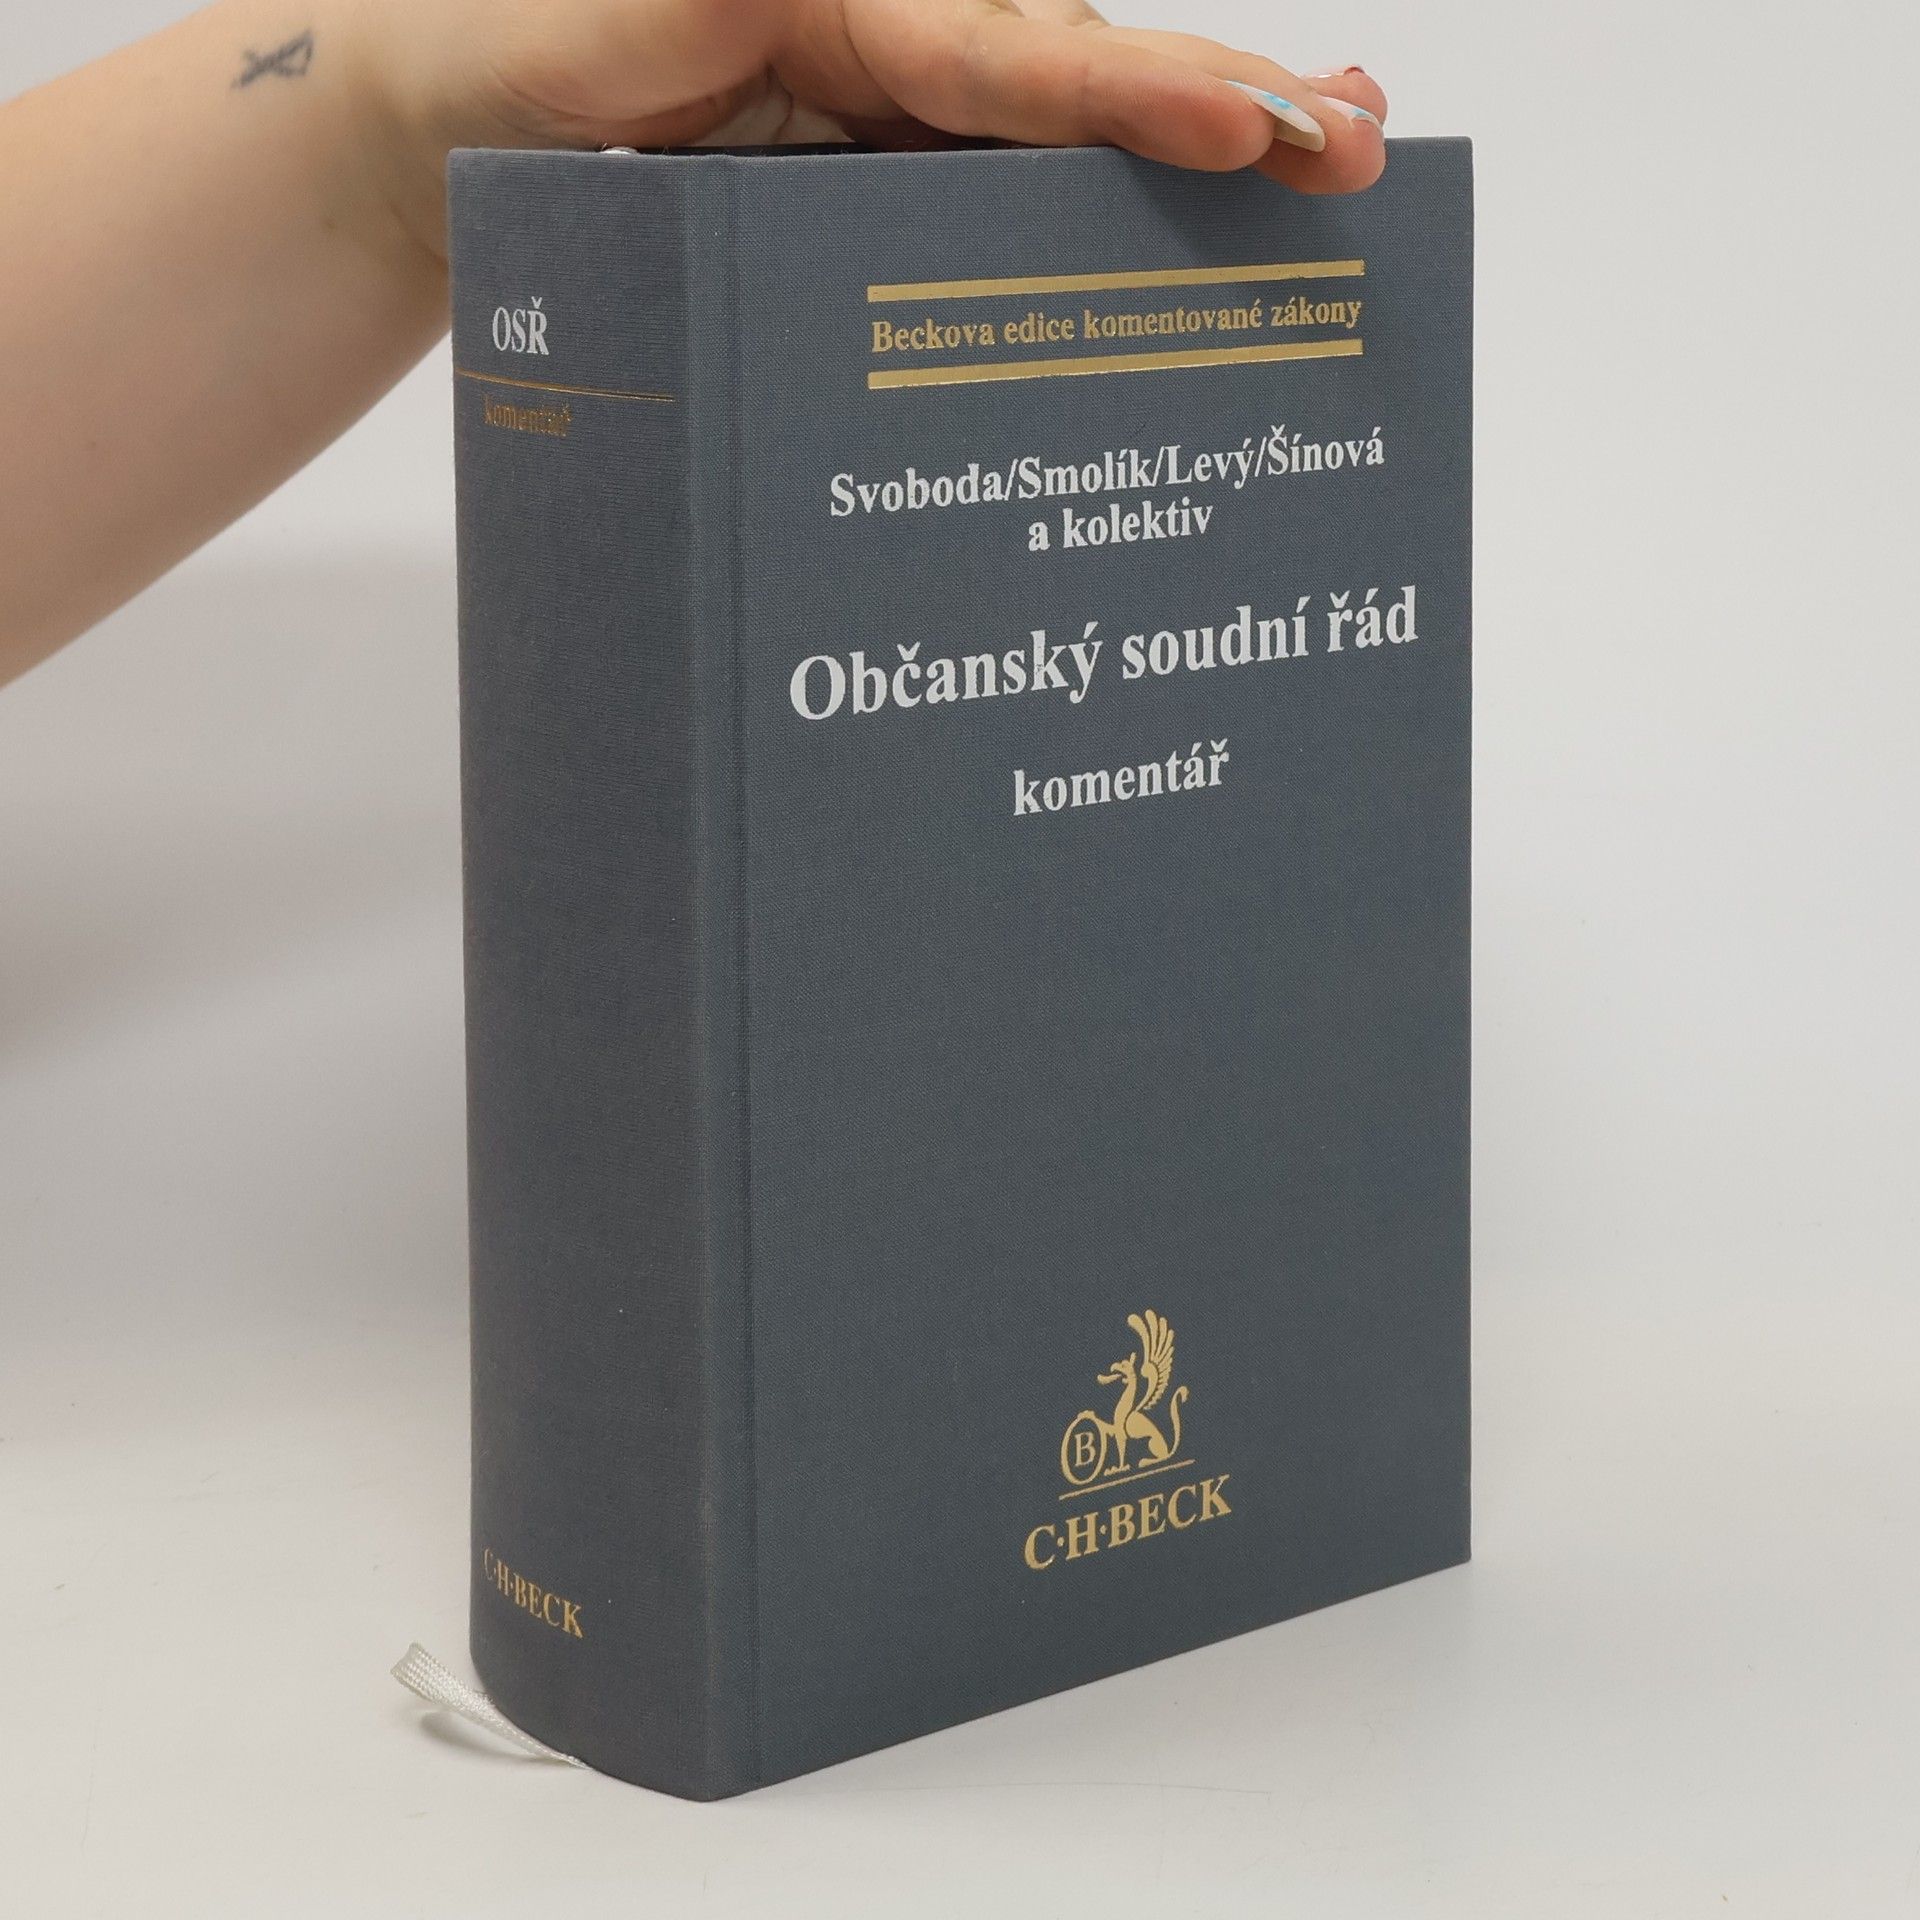 OSŘ
komentář
C·H·BECK
Beckova edice komentované zákony
Svoboda/Smolík/Levý/Šínová
a kolektiv
Občanský soudní řád
komentář
B
C·H·BECK